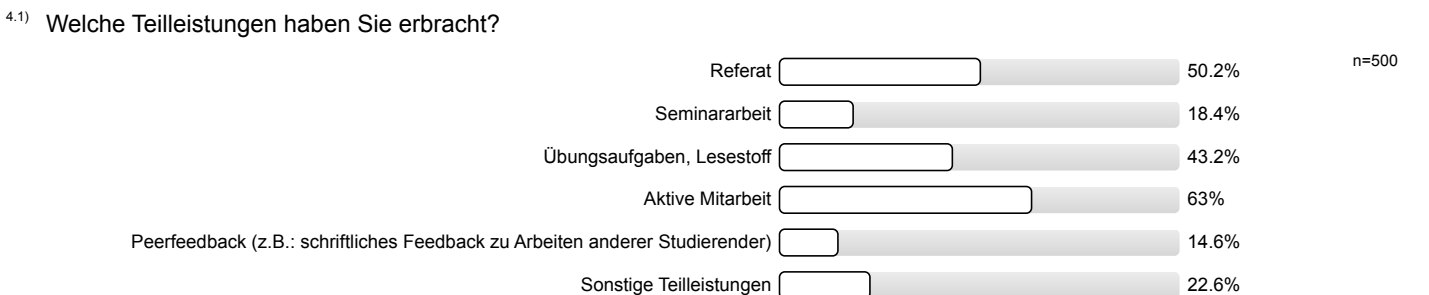 4.1) Welche Teilleistungen haben Sie erbracht?
n=500
Referat 50.2%
Seminararbeit 18.4%
Übungsaufgaben, Lesestoff 43.2%
Aktive Mitarbeit 63%
Peerfeedback (z.B.: schriftliches Feedback zu Arbeiten anderer Studierender) 14.6%
Sonstige Teilleistungen 22.6%